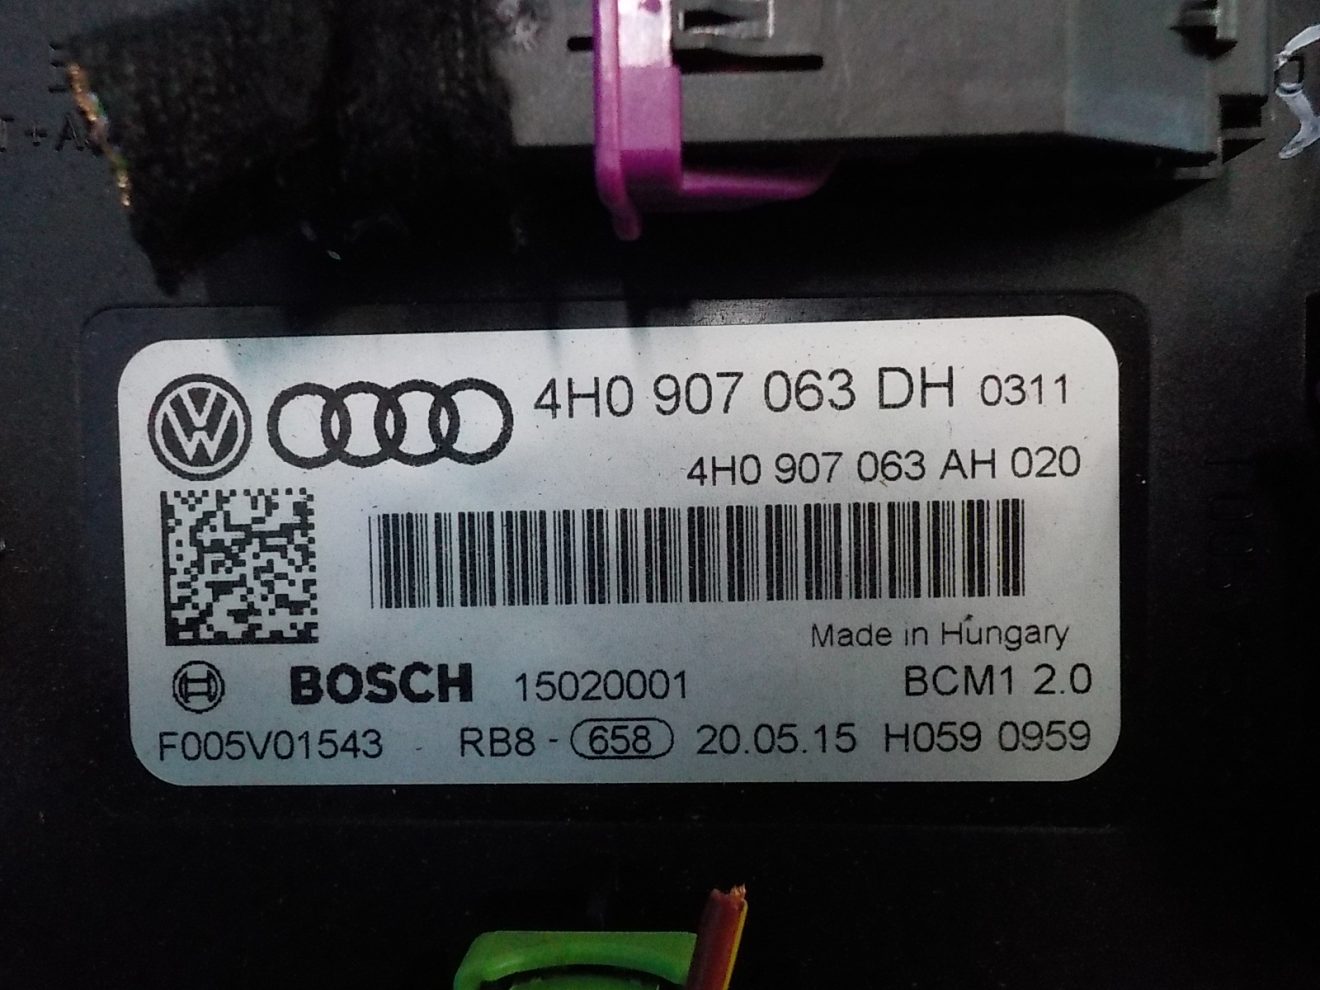 T+A
4H0 907 063 DH 0311
4H0 907 063 AH 020
Made in Hungary
BOSCH 15020001 BCM1 2.0
F005V01543 - RB8 - 658 20.05.15 H059 0959